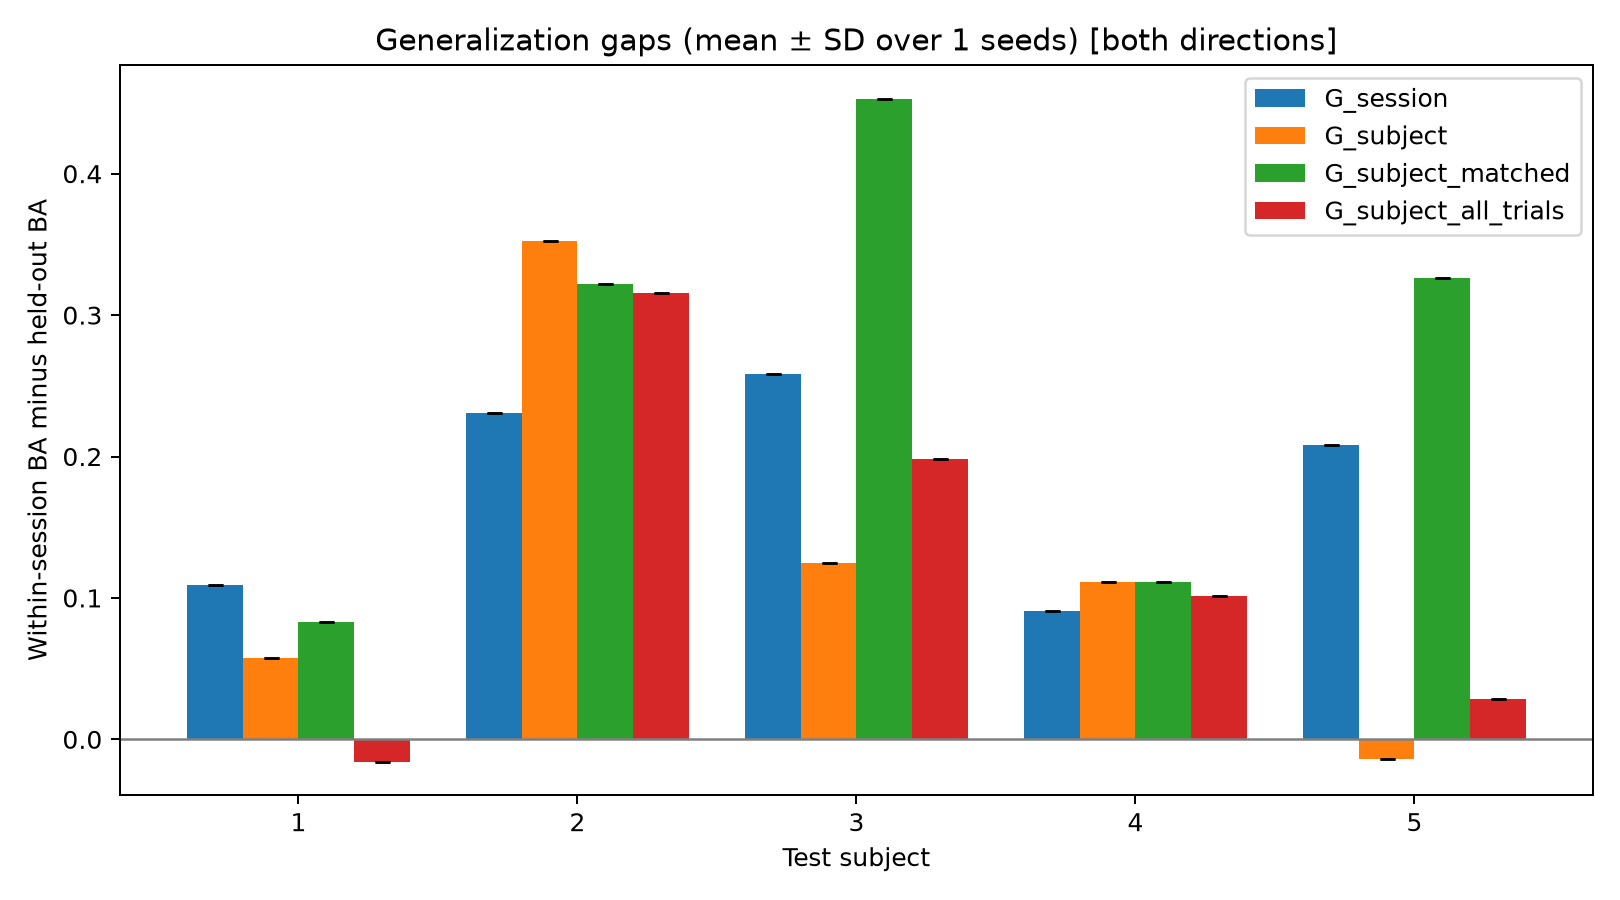 Generalization gaps (mean ± SD over 1 seeds) [both directions]
G_session
G_subject
G_subject_matched
G_subject_all_trials
Within-session BA minus held-out BA
0.4
0.3
0.2
0.1
0.0
1 2 3 4 5
Test subject